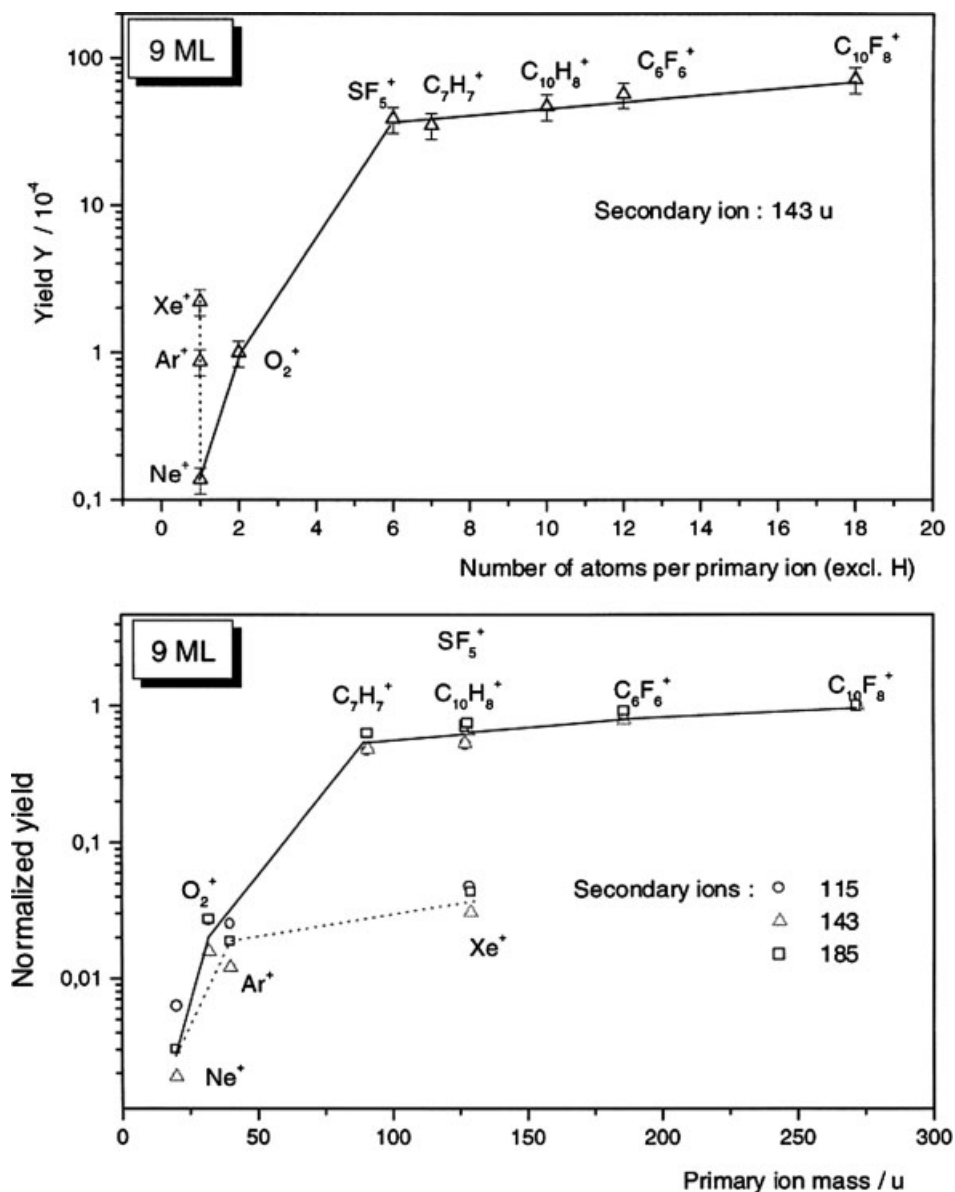 9 ML
100
10
1
0,1
Yield Y / 10⁻⁴
SF₅⁺
C₇H₇⁺
C₁₀H₈⁺
C₆F₆⁺
C₁₀F₈⁺
Secondary ion : 143 u
Xe⁺
Ar⁺
O₂⁺
Ne⁺
0 2 4 6 8 10 12 14 16 18 20
Number of atoms per primary ion (excl. H)
9 ML
SF₅⁺
C₇H₇⁺
C₁₀H₈⁺
C₆F₆⁺
C₁₀F₈⁺
1
0,1
0,01
Normalized yield
O₂⁺
Secondary ions : 115
143
185
Xe⁺
Ar⁺
Ne⁺
0 50 100 150 200 250 300
Primary ion mass / u